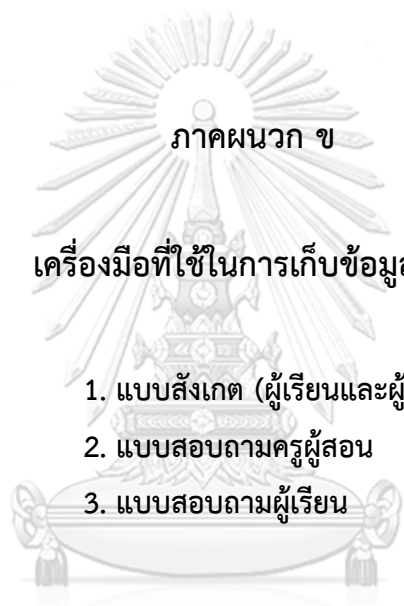 ภาคผนวก ข
เครื่องมือที่ใช้ในการเก็บข้อมูล
1. แบบสังเกต (ผู้เรียนและผู้
2. แบบสอบถามครูผู้สอน
3. แบบสอบถามผู้เรียน